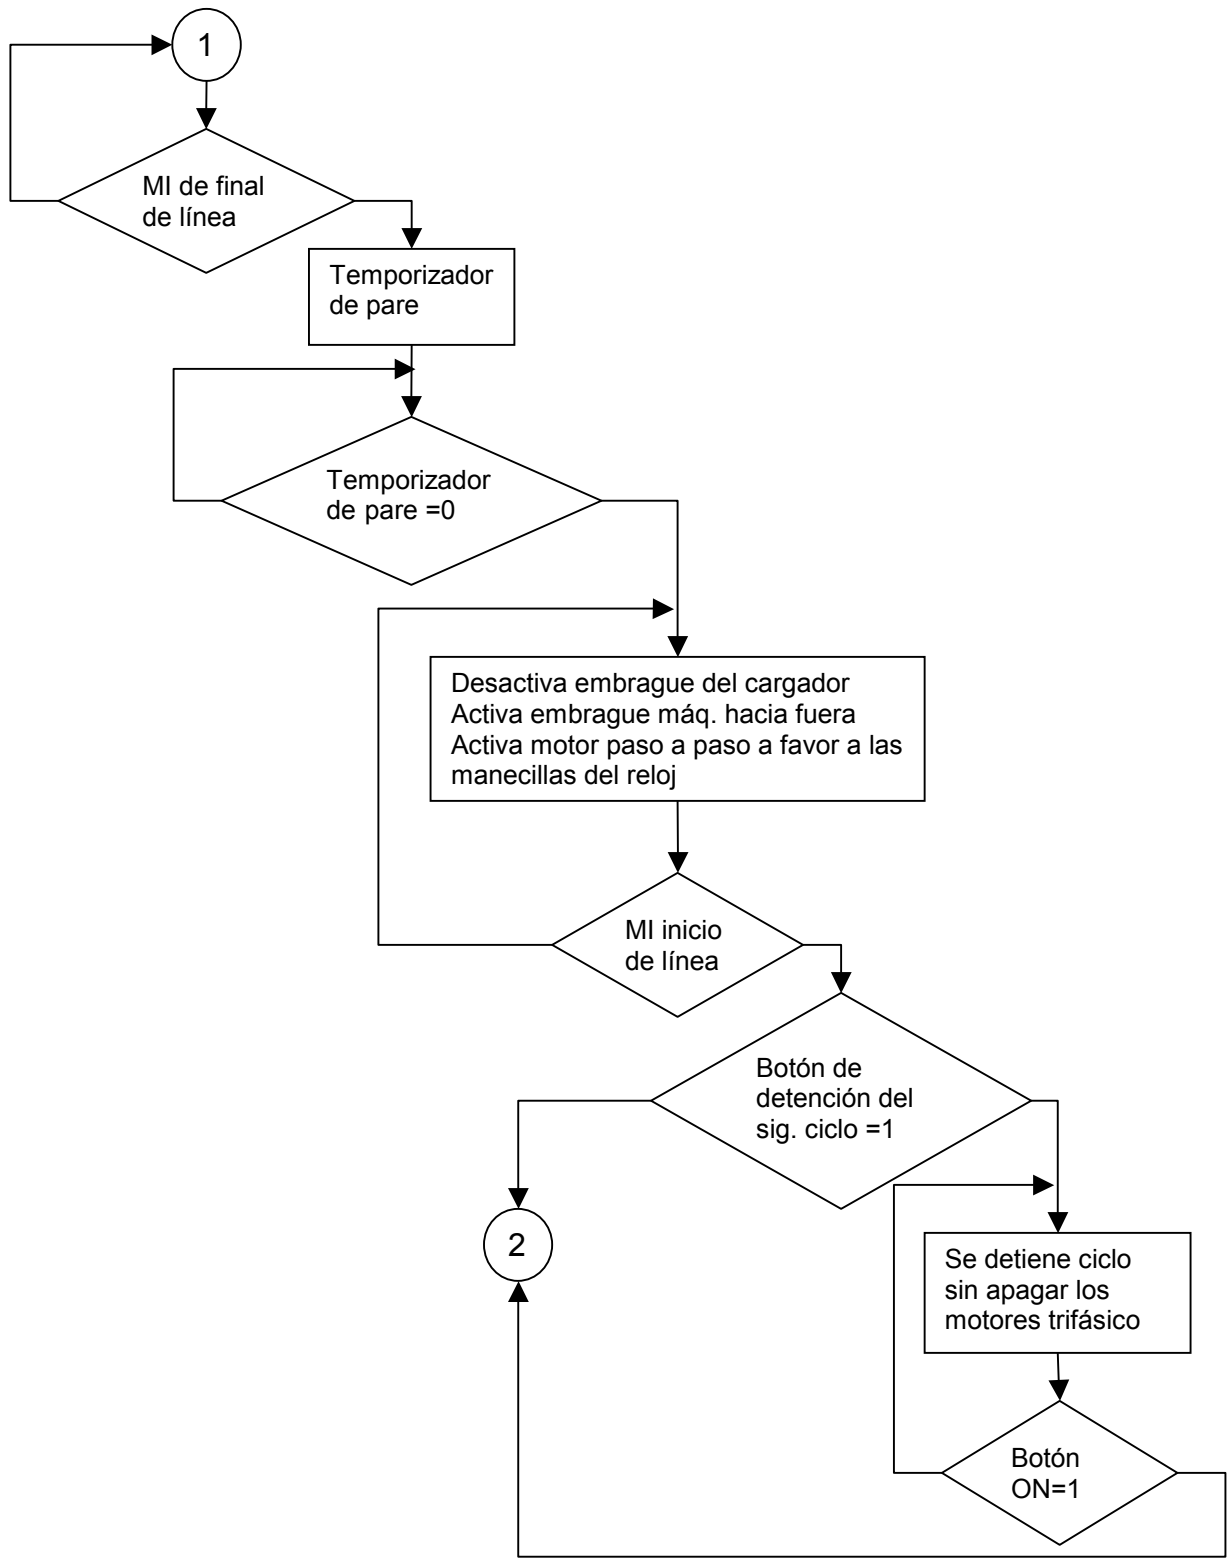 1
MI de final
de línea
Temporizador
de pare
Temporizador
de pare =0
Desactiva embrague del cargador
Activa embrague máq. hacia fuera
Activa motor paso a paso a favor a las
manecillas del reloj
MI inicio
de línea
Botón de
detención del
sig. ciclo =1
2
Se detiene ciclo
sin apagar los
motores trifásico
Botón
ON=1